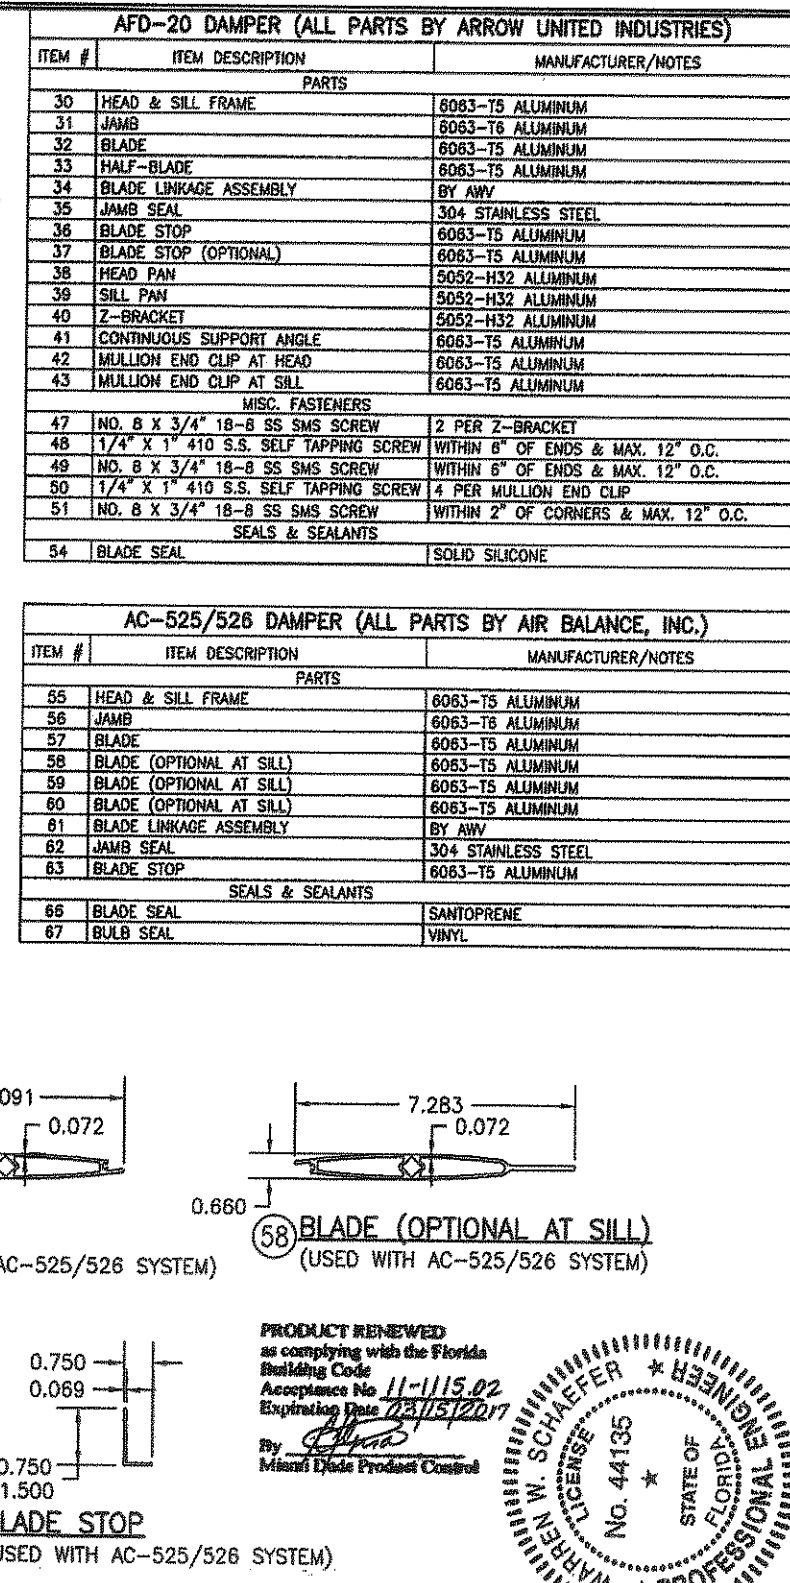 AFD-20 DAMPER (ALL PARTS BY ARROW UNITED INDUSTRIES)
ITEM # ITEM DESCRIPTION MANUFACTURER/NOTES
PARTS
30 HEAD & SILL FRAME 6063-T5 ALUMINUM
31 JAMB 6063-T6 ALUMINUM
32 BLADE 6063-T5 ALUMINUM
33 HALF-BLADE 6063-T5 ALUMINUM
34 BLADE LINKAGE ASSEMBLY BY AWV
35 JAMB SEAL 304 STAINLESS STEEL
36 BLADE STOP 6063-T5 ALUMINUM
37 BLADE STOP (OPTIONAL) 6063-T5 ALUMINUM
38 HEAD PAN 5052-H32 ALUMINUM
39 SILL PAN 5052-H32 ALUMINUM
40 Z-BRACKET 5052-H32 ALUMINUM
41 CONTINUOUS SUPPORT ANGLE 6063-T5 ALUMINUM
42 MULLION END CLIP AT HEAD 6063-T5 ALUMINUM
43 MULLION END CLIP AT SILL 6063-T5 ALUMINUM
MISC. FASTENERS
47 NO. 8 X 3/4" 18-8 SS SMS SCREW 2 PER Z-BRACKET
48 1/4" X 1" 410 S.S. SELF TAPPING SCREW WITHIN 6" OF ENDS & MAX. 12" O.C.
49 NO. 8 X 3/4" 18-8 SS SMS SCREW WITHIN 6" OF ENDS & MAX. 12" O.C.
50 1/4" X 1" 410 S.S. SELF TAPPING SCREW 4 PER MULLION END CLIP
51 NO. 8 X 3/4" 18-8 SS SMS SCREW WITHIN 2" OF CORNERS & MAX. 12" O.C.
SEALS & SEALANTS
54 BLADE SEAL SOLID SILICONE
AC-525/526 DAMPER (ALL PARTS BY AIR BALANCE, INC.)
ITEM # ITEM DESCRIPTION MANUFACTURER/NOTES
PARTS
55 HEAD & SILL FRAME 6063-T5 ALUMINUM
56 JAMB 6063-T6 ALUMINUM
57 BLADE 6063-T5 ALUMINUM
58 BLADE (OPTIONAL AT SILL) 6063-T5 ALUMINUM
59 BLADE (OPTIONAL AT SILL) 6063-T5 ALUMINUM
60 BLADE (OPTIONAL AT SILL) 6063-T5 ALUMINUM
61 BLADE LINKAGE ASSEMBLY BY AWV
62 JAMB SEAL 304 STAINLESS STEEL
63 BLADE STOP 6063-T5 ALUMINUM
SEALS & SEALANTS
66 BLADE SEAL SANTOPRENE
67 BULB SEAL VINYL
091
0.072
7.283
0.072
0.660
58 BLADE (OPTIONAL AT SILL)
(USED WITH AC-525/526 SYSTEM)
AC-525/526 SYSTEM)
0.750
0.069
0.750
1.500
LADE STOP
USED WITH AC-525/526 SYSTEM)
PRODUCT RENEWED
as complying with the Florida
Building Code
Acceptance No 11-1115.02
Expiration Date 03/15/2017
By
Miami Dade Product Control
WARREN W. SCHAEFER
PROFESSIONAL ENGINEER
LICENSE
No. 44135
STATE OF
FLORIDA